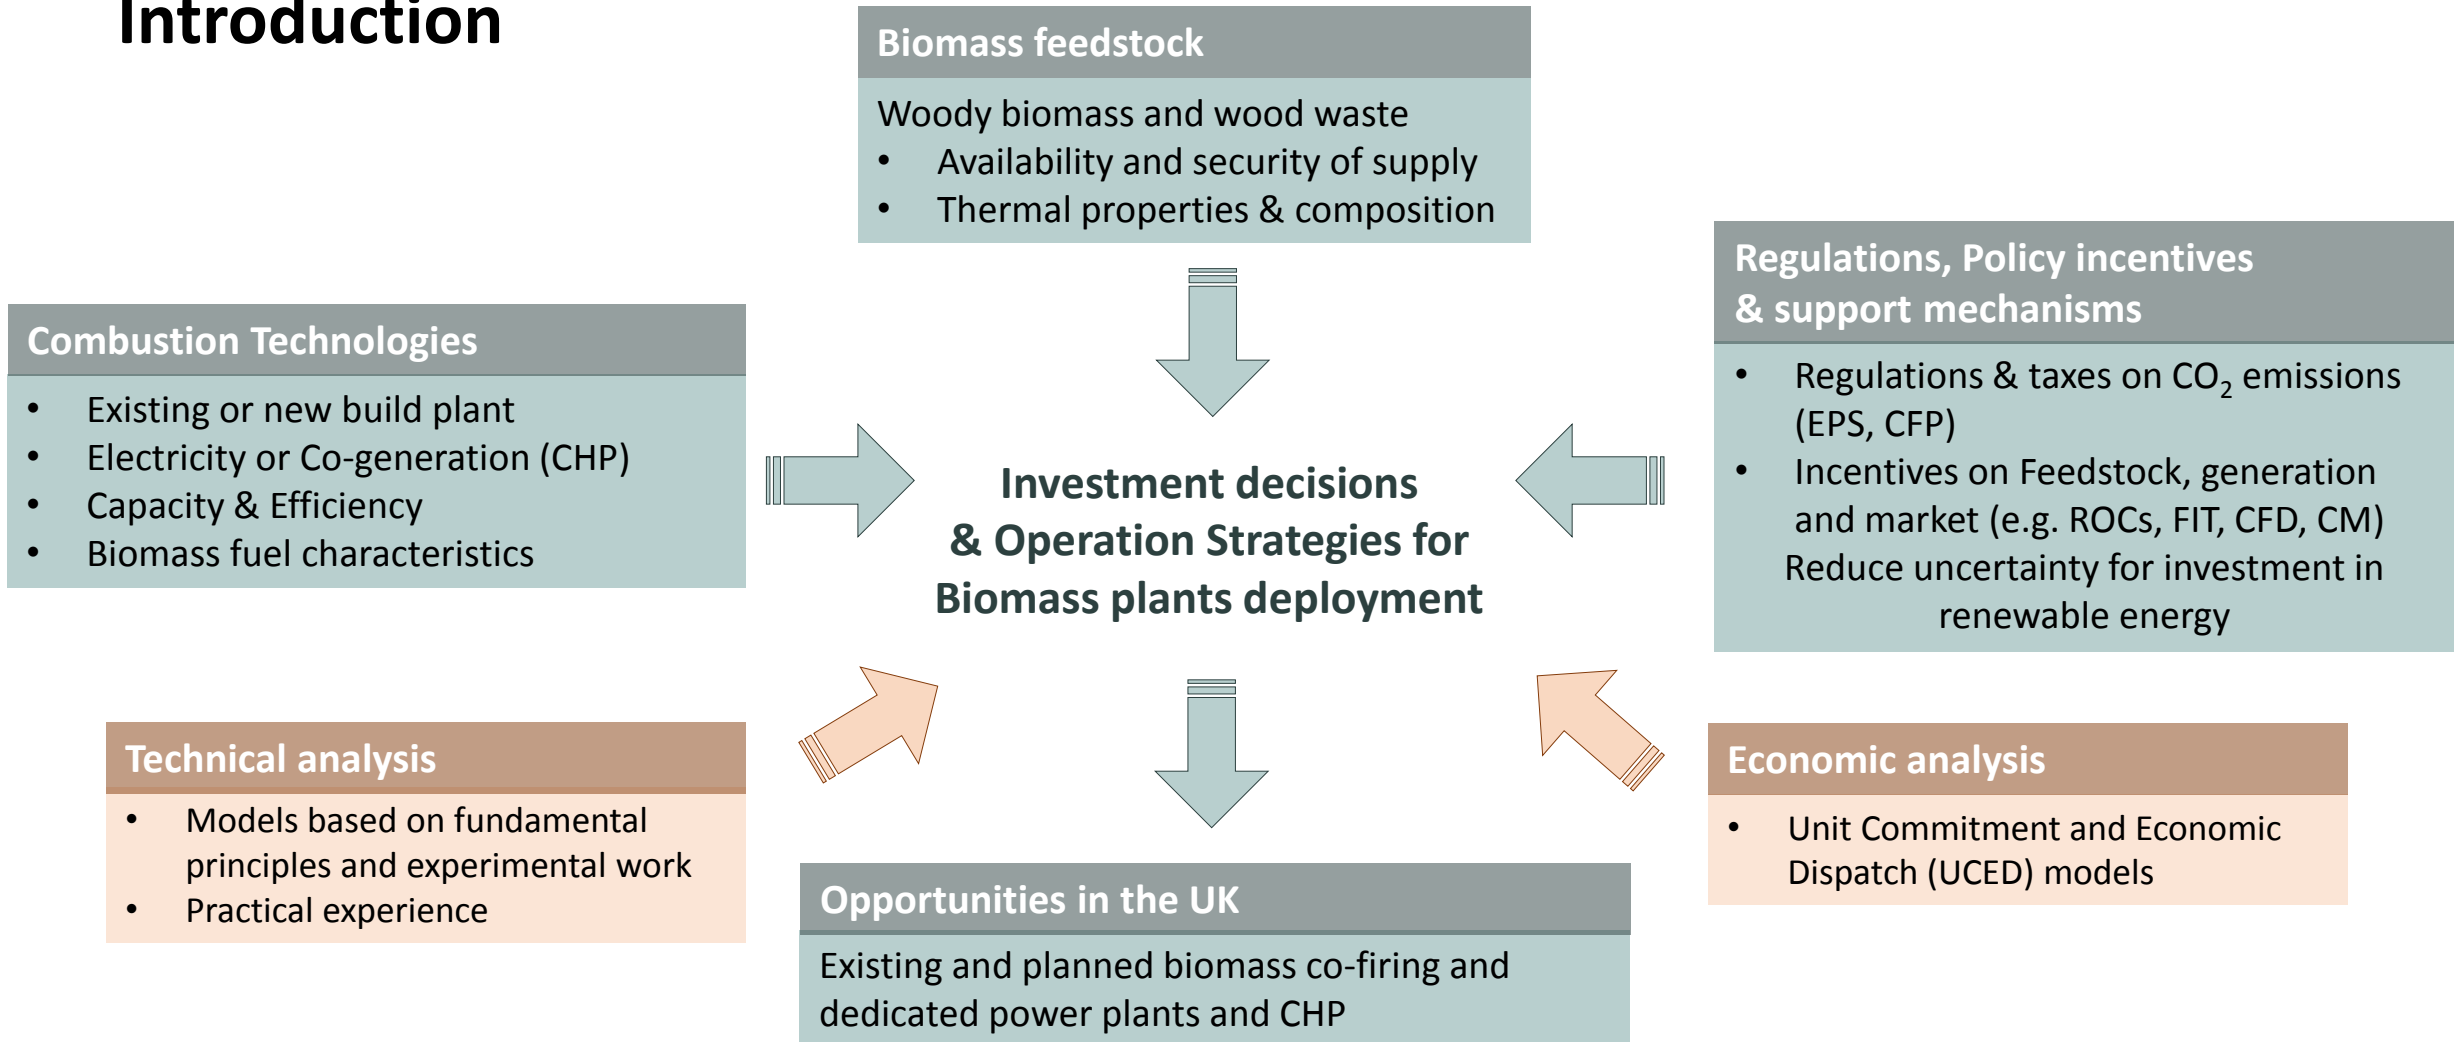 Introduction
Biomass feedstock
Woody biomass and wood waste
• Availability and security of supply
• Thermal properties & composition
Combustion Technologies
• Existing or new build plant
• Electricity or Co-generation (CHP)
• Capacity & Efficiency
• Biomass fuel characteristics
Regulations, Policy incentives
& support mechanisms
• Regulations & taxes on CO₂ emissions
(EPS, CFP)
• Incentives on Feedstock, generation
and market (e.g. ROCs, FIT, CFD, CM)
Reduce uncertainty for investment in
renewable energy
Investment decisions
& Operation Strategies for
Biomass plants deployment
Technical analysis
• Models based on fundamental
principles and experimental work
• Practical experience
Economic analysis
• Unit Commitment and Economic
Dispatch (UCED) models
Opportunities in the UK
Existing and planned biomass co-firing and
dedicated power plants and CHP